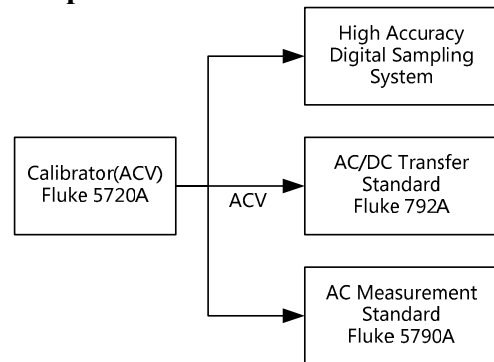 High Accuracy
Digital Sampling
System
Calibrator(ACV)
Fluke 5720A
ACV
AC/DC Transfer
Standard
Fluke 792A
AC Measurement
Standard
Fluke 5790A